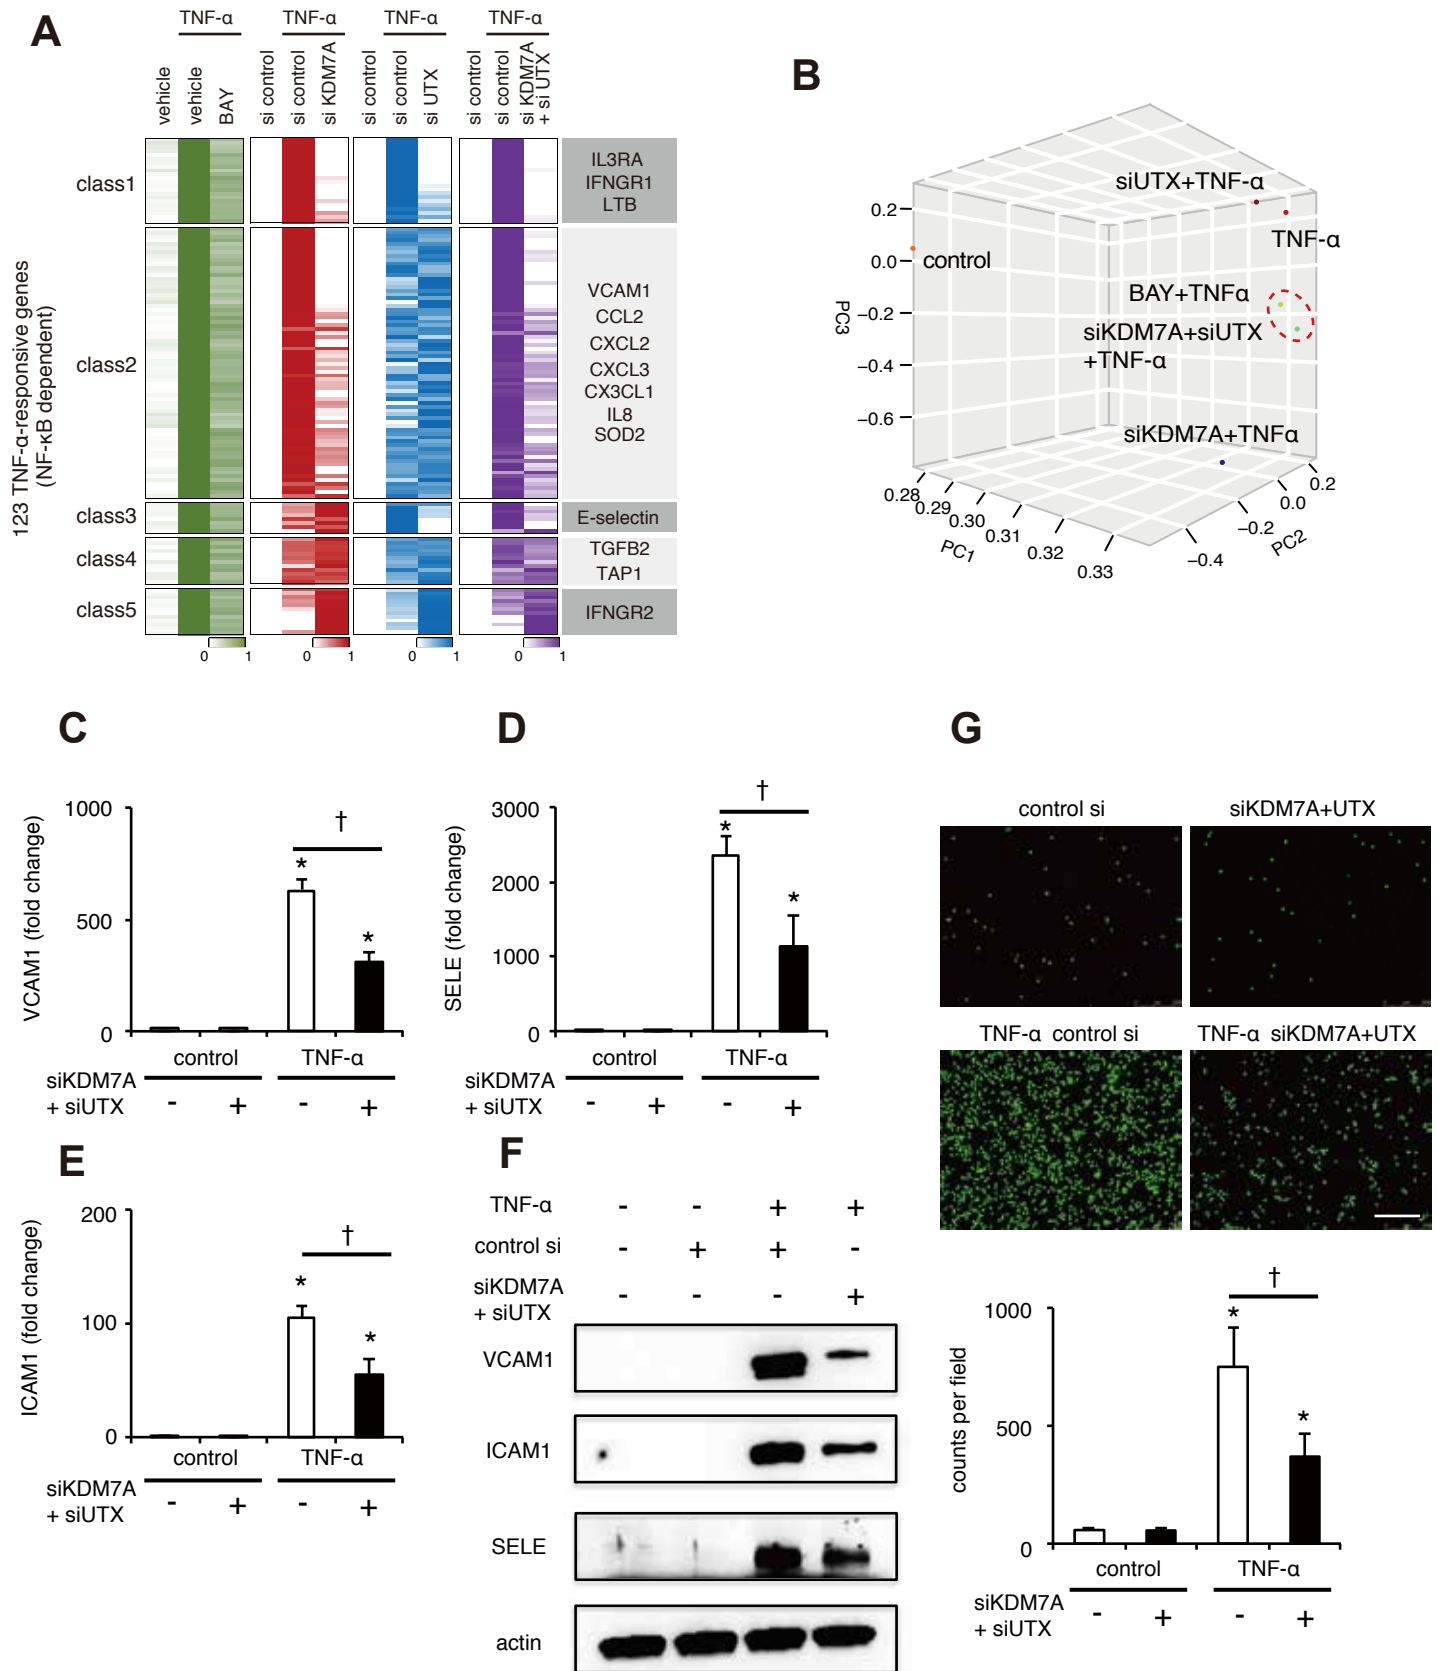 A
TNF-α
TNF-α
TNF-α
TNF-α
vehicle
vehicle
BAY
si control
si control
si KDM7A
si control
si control
si UTX
si control
si control
si KDM7A
+ si UTX
123 TNF-α-responsive genes
(NF-κB dependent)
class1
class2
class3
class4
class5
IL3RA
IFNGR1
LTB
VCAM1
CCL2
CXCL2
CXCL3
CX3CL1
IL8
SOD2
E-selectin
TGFB2
TAP1
IFNGR2
0 1
0 1
0 1
0 1
B
siUTX+TNF-α
TNF-α
control
BAY+TNFα
siKDM7A+siUTX
+TNF-α
siKDM7A+TNFα
PC3
0.2
0.0
−0.2
−0.4
−0.6
0.28
0.29
0.30
0.31
0.32
0.33
PC1
−0.4
−0.2
0.0
0.2
PC2
C
VCAM1 (fold change)
1000
500
0
*
*
†
control
TNF-α
siKDM7A
+ siUTX
- + - +
D
SELE (fold change)
3000
2000
1000
0
*
*
†
control
TNF-α
siKDM7A
+ siUTX
- + - +
E
ICAM1 (fold change)
200
100
0
*
*
†
control
TNF-α
siKDM7A
+ siUTX
- + - +
F
TNF-α - - + +
control si - + + -
siKDM7A
+ siUTX
- - - +
VCAM1
ICAM1
SELE
actin
G
control si
siKDM7A+UTX
TNF-α control si
TNF-α siKDM7A+UTX
counts per field
1000
500
0
*
*
†
control
TNF-α
siKDM7A
+ siUTX
- + - +